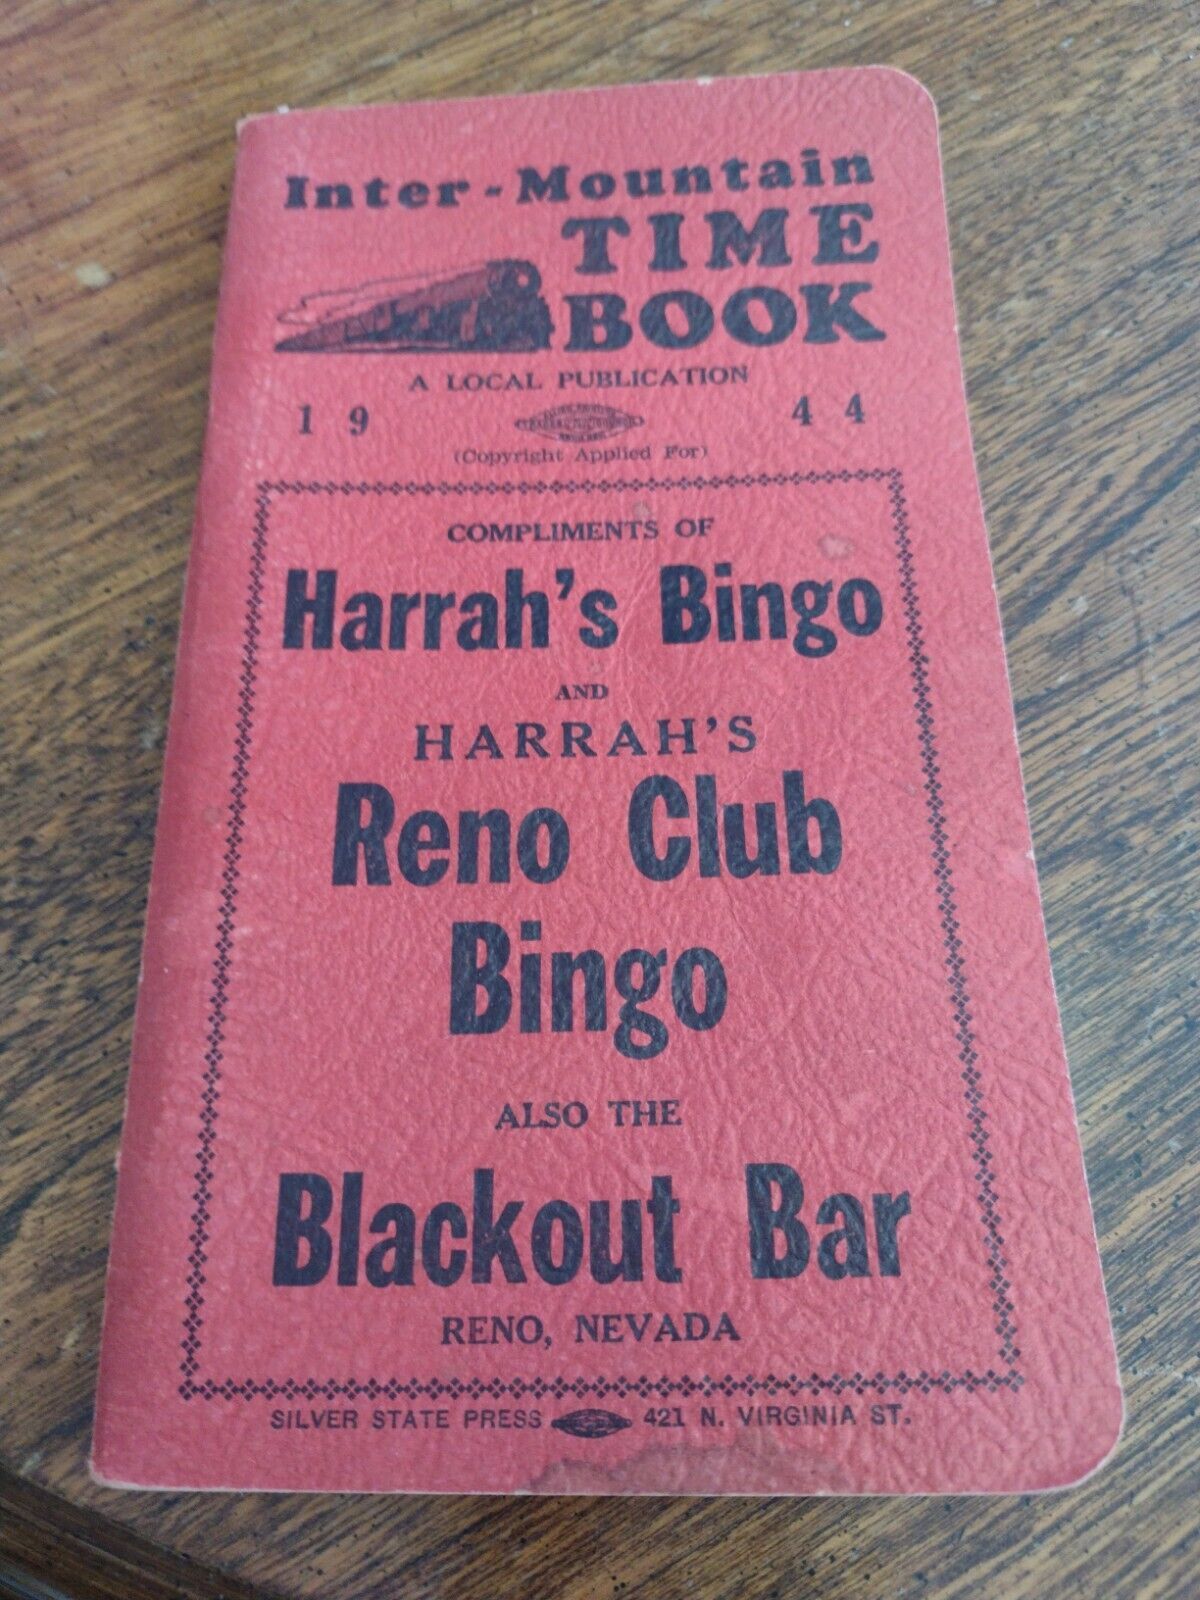 Inter-Mountain
TIME
BOOK
A LOCAL PUBLICATION
19 44
(Copyright Applied For)
COMPLIMENTS OF
Harrah's Bingo
AND
HARRAH'S
Reno Club
Bingo
ALSO THE
Blackout Bar
RENO, NEVADA
SILVER STATE PRESS 421 N. VIRGINIA ST.